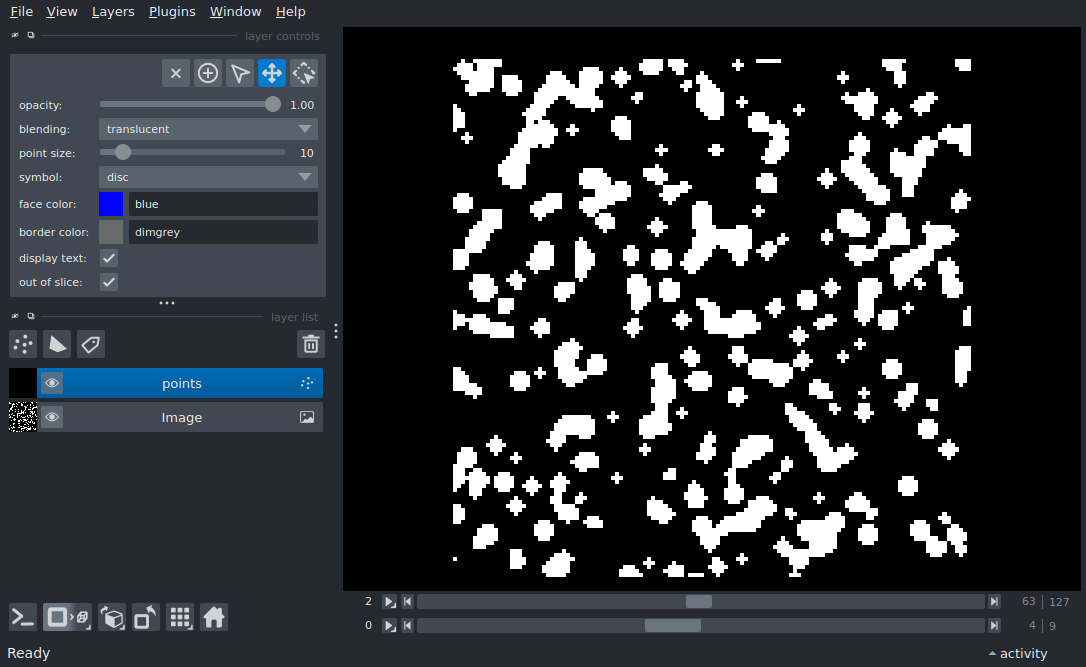 File View Layers Plugins Window Help
layer controls
opacity: 1.00
blending: translucent
point size: 10
symbol: disc
face color: blue
border color: dimgrey
display text:
out of slice:
layer list
points
Image
2 63 127
0 4 9
Ready activity